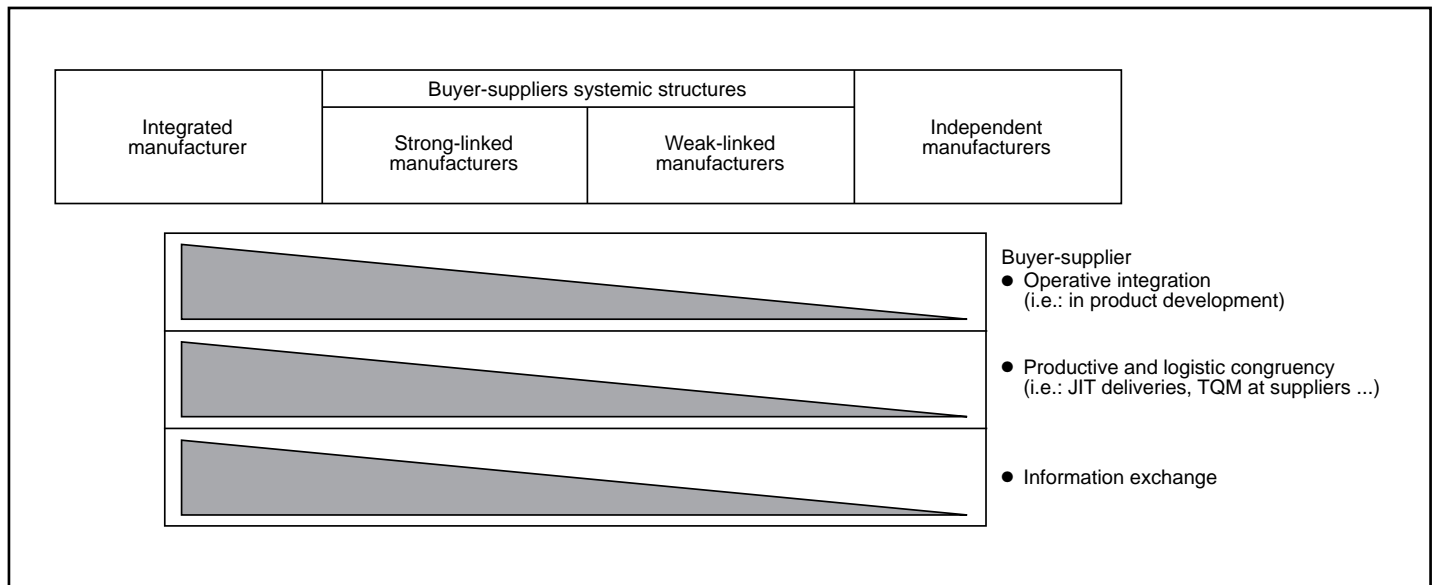 Buyer-suppliers systemic structures
Integrated
manufacturer
Strong-linked
manufacturers
Weak-linked
manufacturers
Independent
manufacturers
Buyer-supplier
● Operative integration
(i.e.: in product development)
● Productive and logistic congruency
(i.e.: JIT deliveries, TQM at suppliers ...)
● Information exchange